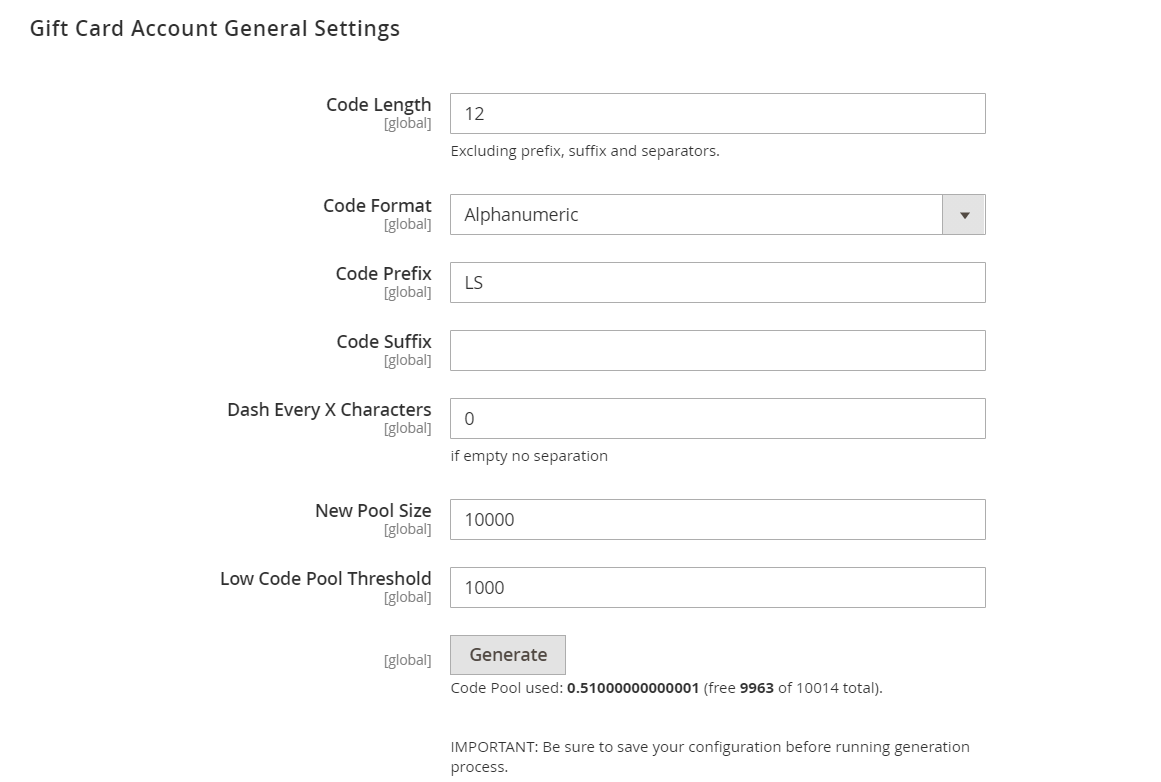 Gift Card Account General Settings
Code Length
[global]
12
Excluding prefix, suffix and separators.
Code Format
[global]
Alphanumeric
Code Prefix
[global]
LS
Code Suffix
[global]
Dash Every X Characters
[global]
0
if empty no separation
New Pool Size
[global]
10000
Low Code Pool Threshold
[global]
1000
[global]
Generate
Code Pool used: 0.51000000000001 (free 9963 of 10014 total).
IMPORTANT: Be sure to save your configuration before running generation
process.